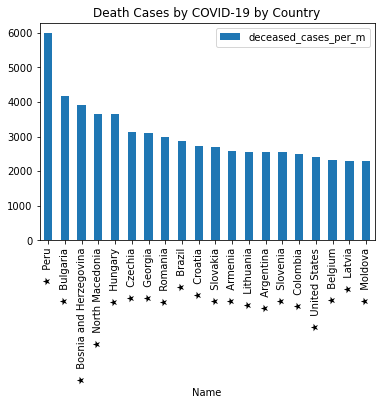 Death Cases by COVID-19 by Country
deceased_cases_per_m
6000
5000
4000
3000
2000
1000
0
★ Peru
★ Bulgaria
★ Bosnia and Herzegovina
★ North Macedonia
★ Hungary
★ Czechia
★ Georgia
★ Romania
★ Brazil
★ Croatia
★ Slovakia
★ Armenia
★ Lithuania
★ Argentina
★ Slovenia
★ Colombia
★ United States
★ Belgium
★ Latvia
★ Moldova
Name